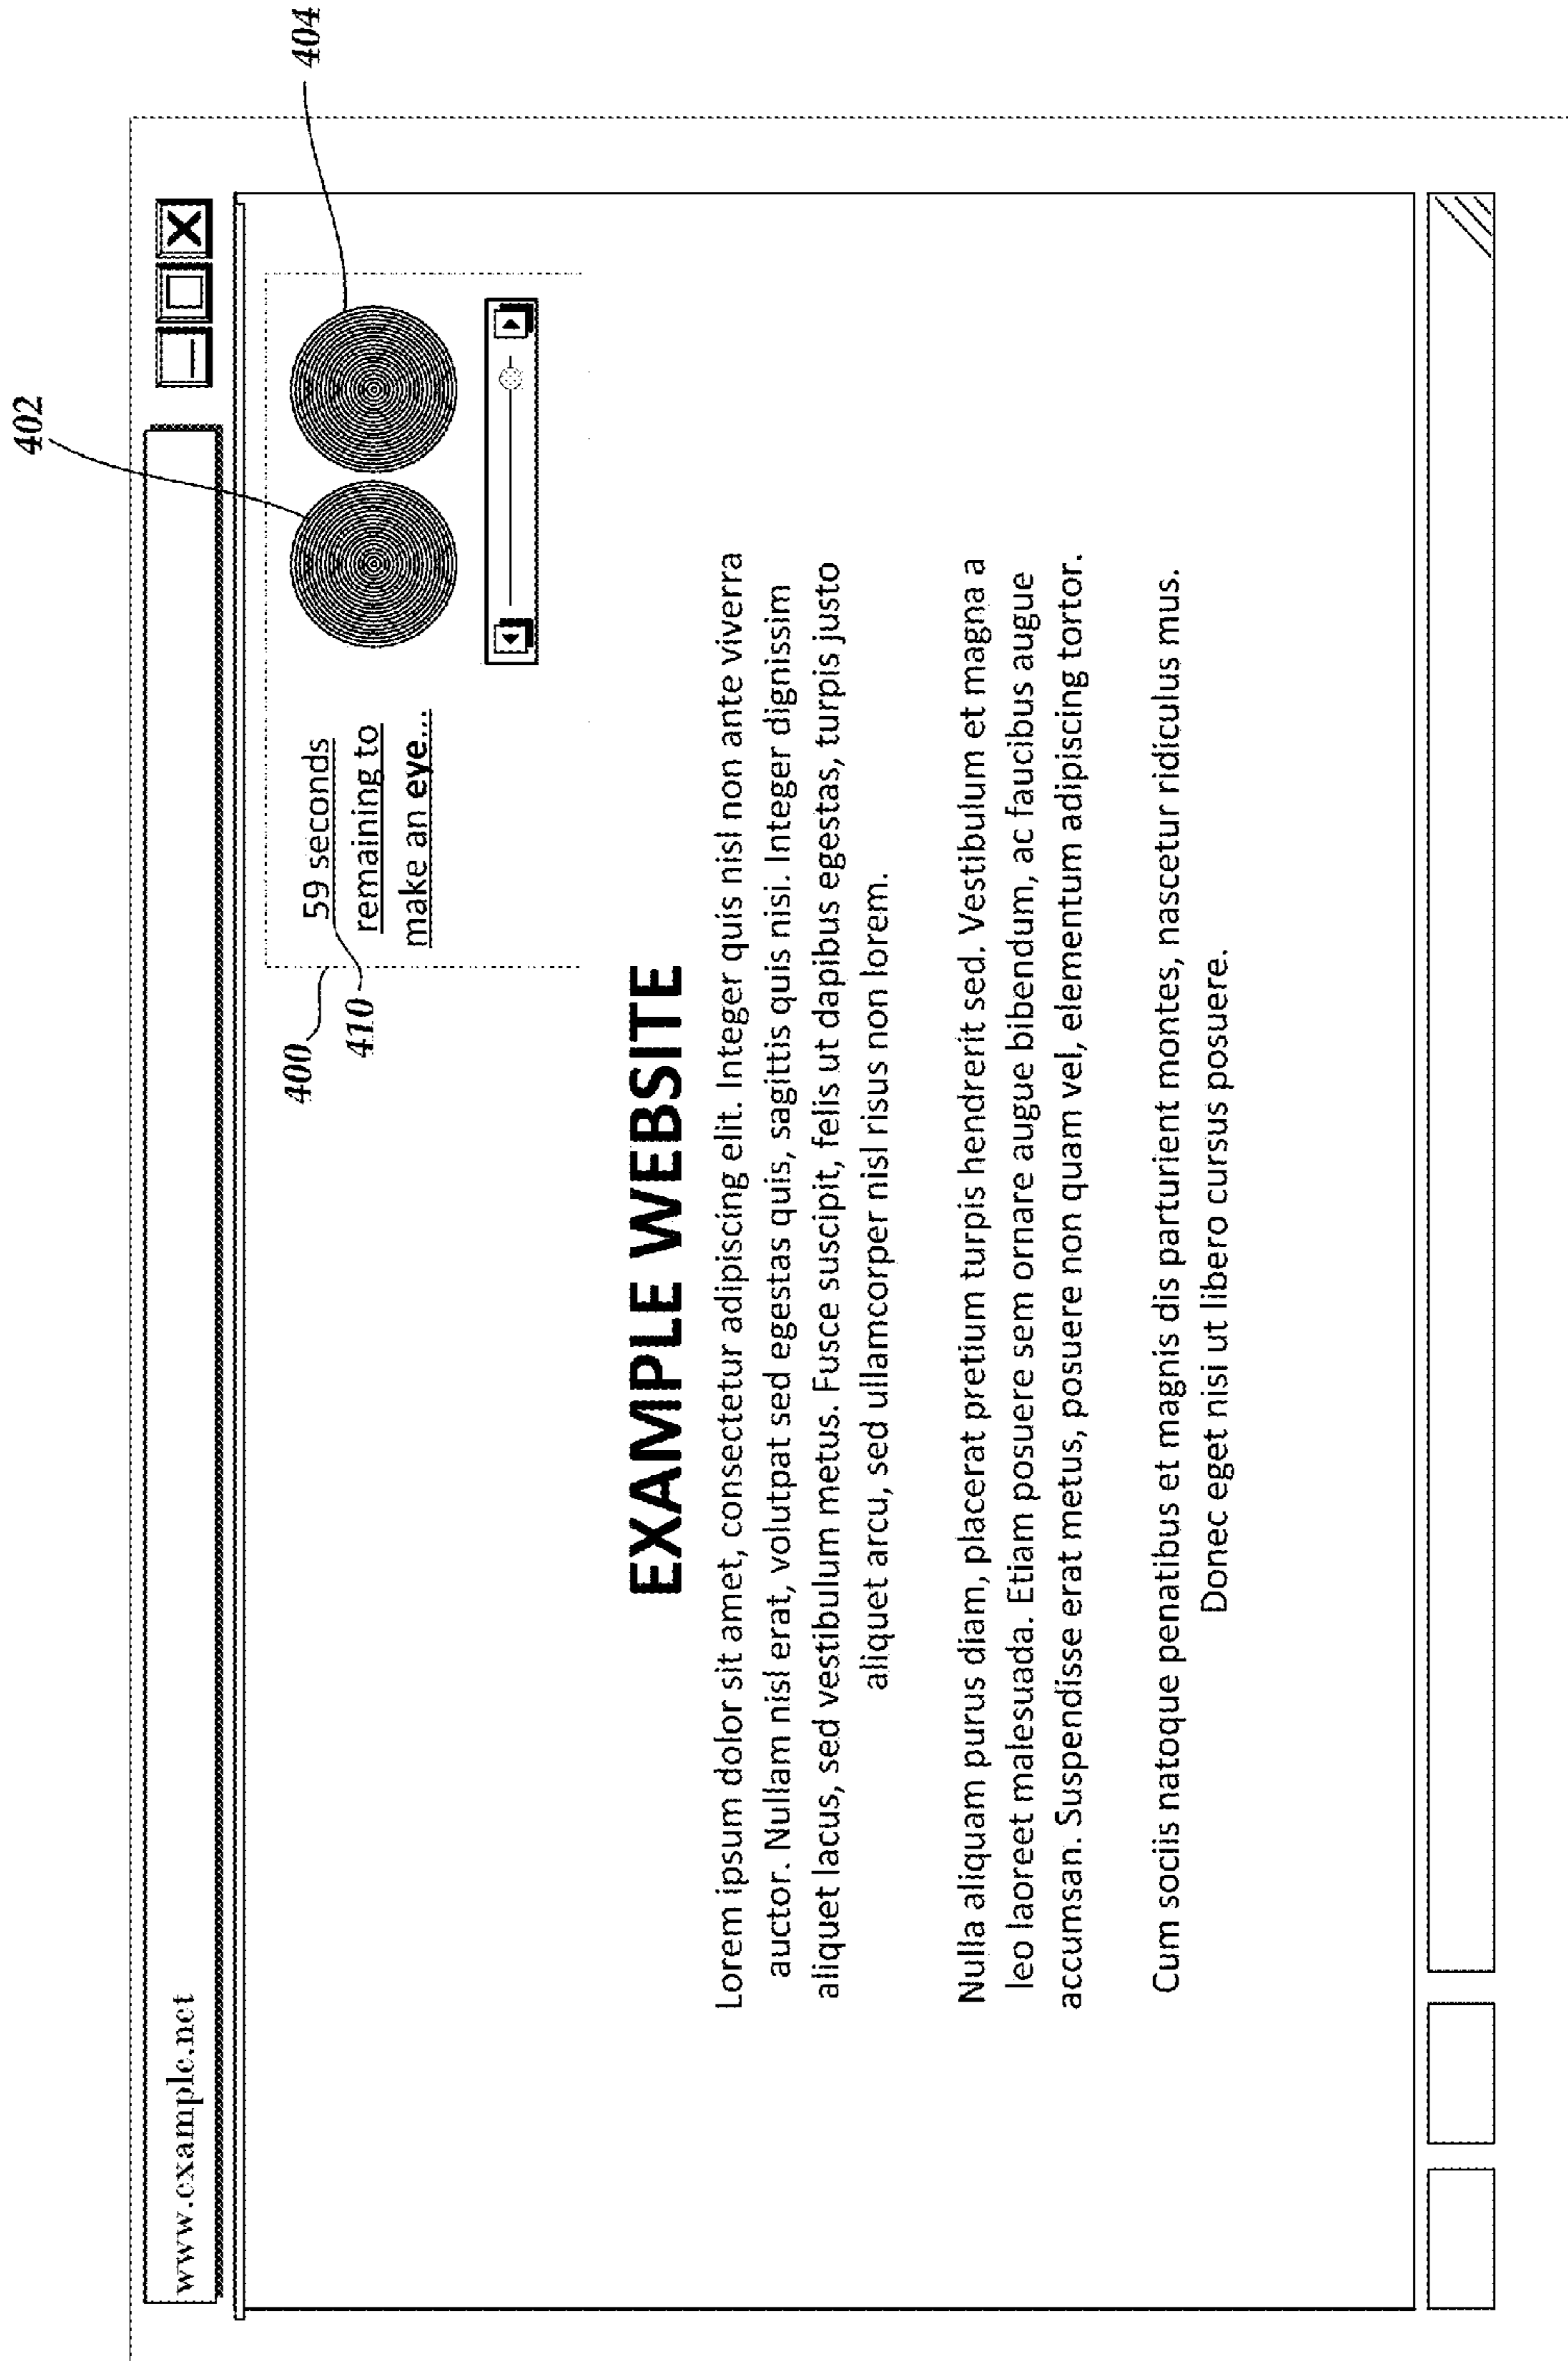 www.example.net
402
404
400
410
59 seconds
remaining to
make an eye...
EXAMPLE WEBSITE
Lorem ipsum dolor sit amet, consectetur adipiscing elit. Integer quis nisl non ante viverra
auctor. Nullam nisl erat, volutpat sed egestas quis, sagittis quis nisi. Integer dignissim
aliquet lacus, sed vestibulum metus. Fusce suscipit, felis ut dapibus egestas, turpis justo
aliquet arcu, sed ullamcorper nisl risus non lorem.
Nulla aliquam purus diam, placerat pretium turpis hendrerit sed. Vestibulum et magna a
leo laoreet malesuada. Etiam posuere sem ornare augue bibendum, ac faucibus augue
accumsan. Suspendisse erat metus, posuere non quam vel, elementum adipiscing tortor.
Cum sociis natoque penatibus et magnis dis parturient montes, nascetur ridiculus mus.
Donec eget nisi ut libero cursus posuere.